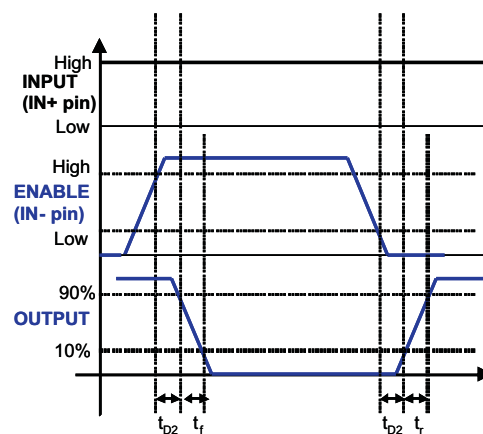 High
INPUT
(IN+ pin)
Low
High
ENABLE
(IN- pin)
Low
90%
OUTPUT
10%
tD2 tf tD2 tr